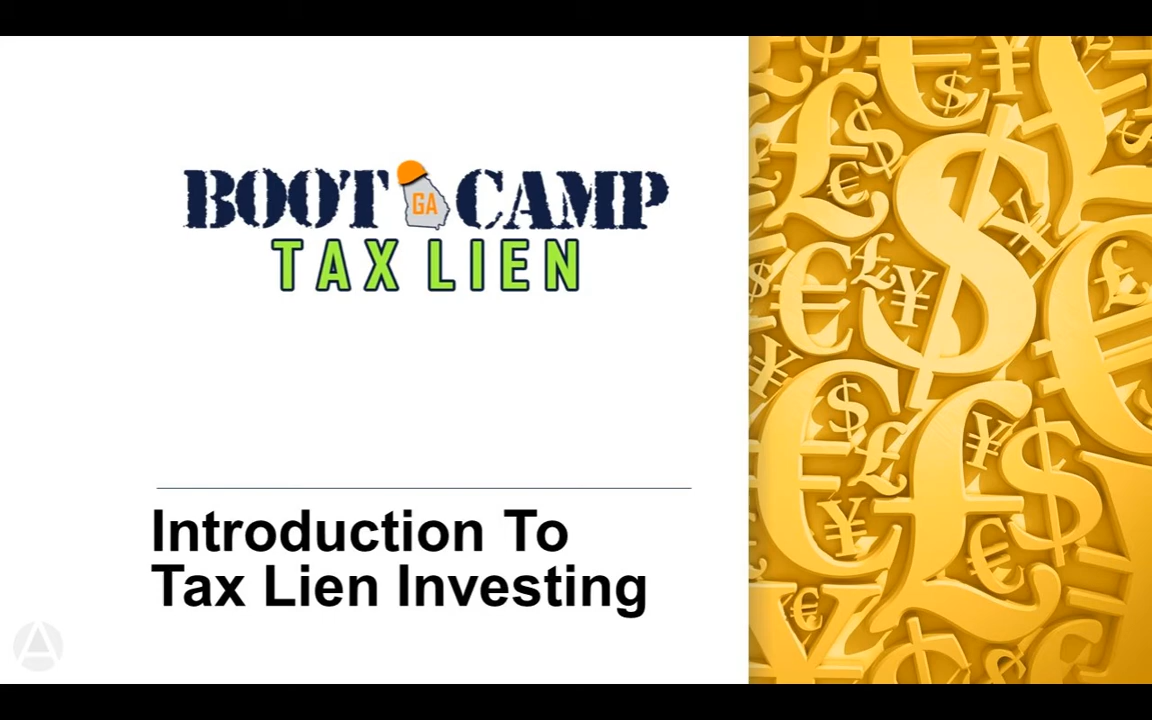 BOOT GA CAMP
TAX LIEN
Introduction To
Tax Lien Investing